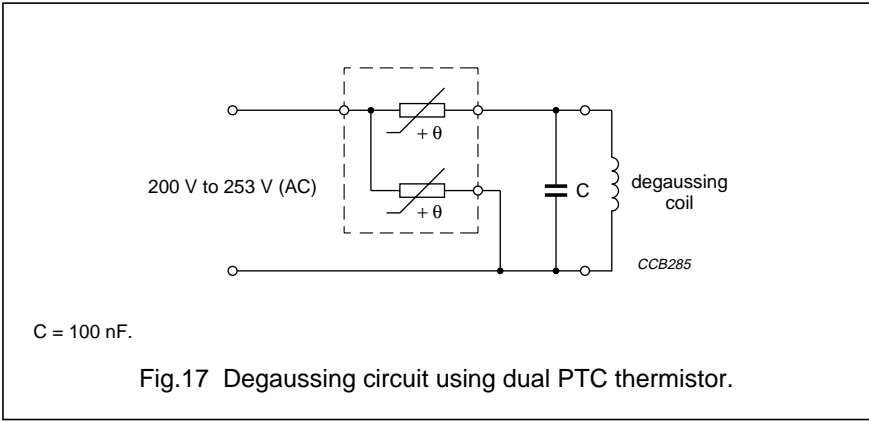 + θ
200 V to 253 V (AC)
+ θ
C
degaussing
coil
CCB285
C = 100 nF.
Fig.17 Degaussing circuit using dual PTC thermistor.